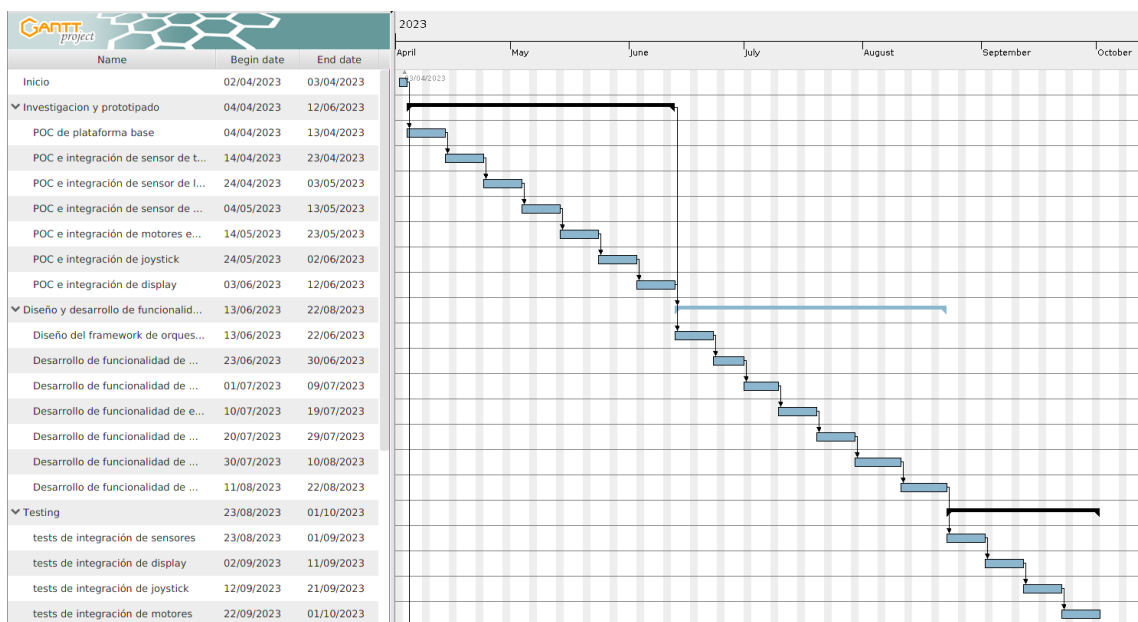 GANTT
project
2023
April May June July August September October
Name Begin date End date
Inicio 02/04/2023 03/04/2023
03/04/2023
Investigacion y prototipado 04/04/2023 12/06/2023
POC de plataforma base 04/04/2023 13/04/2023
POC e integración de sensor de t... 14/04/2023 23/04/2023
POC e integración de sensor de l... 24/04/2023 03/05/2023
POC e integración de sensor de ... 04/05/2023 13/05/2023
POC e integración de motores e... 14/05/2023 23/05/2023
POC e integración de joystick 24/05/2023 02/06/2023
POC e integración de display 03/06/2023 12/06/2023
Diseño y desarrollo de funcionalid... 13/06/2023 22/08/2023
Diseño del framework de orques... 13/06/2023 22/06/2023
Desarrollo de funcionalidad de ... 23/06/2023 30/06/2023
Desarrollo de funcionalidad de ... 01/07/2023 09/07/2023
Desarrollo de funcionalidad de e... 10/07/2023 19/07/2023
Desarrollo de funcionalidad de ... 20/07/2023 29/07/2023
Desarrollo de funcionalidad de ... 30/07/2023 10/08/2023
Desarrollo de funcionalidad de ... 11/08/2023 22/08/2023
Testing 23/08/2023 01/10/2023
tests de integración de sensores 23/08/2023 01/09/2023
tests de integración de display 02/09/2023 11/09/2023
tests de integración de joystick 12/09/2023 21/09/2023
tests de integración de motores 22/09/2023 01/10/2023